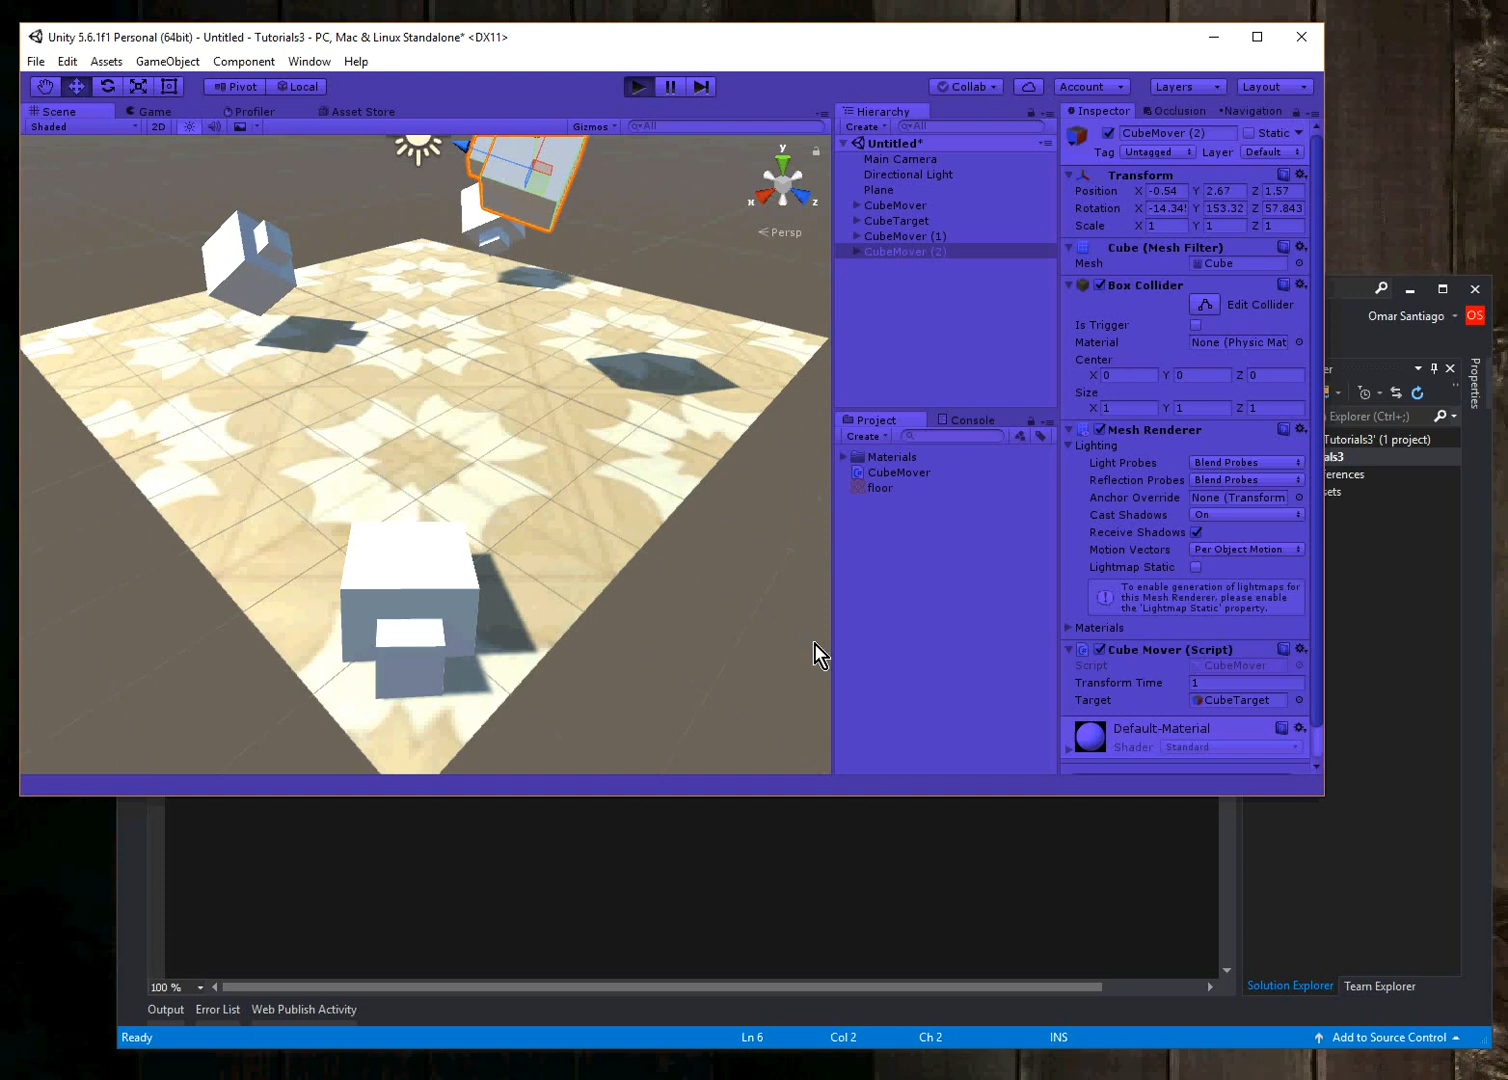 Unity 5.6.1f1 Personal (64bit) - Untitled - Tutorials3 - PC, Mac & Linux Standalone* <DX11>
File Edit Assets GameObject Component Window Help
Pivot Local Collab Account Layers Layout
Scene Game Profiler Asset Store
Shaded 2D Gizmos All
y
x z
Persp
Hierarchy
Create All
Untitled*
Main Camera
Directional Light
Plane
CubeMover
CubeTarget
CubeMover (1)
CubeMover (2)
Project Console
Create
Materials
CubeMover
floor
Inspector Occlusion Navigation
CubeMover (2) Static
Tag Untagged Layer Default
Transform
Position X -0.54 Y 2.67 Z 1.57
Rotation X -14.34' Y 153.32 Z 57.843
Scale X 1 Y 1 Z 1
Cube (Mesh Filter)
Mesh Cube
Box Collider
Edit Collider
Is Trigger
Material None (Physic Mat
Center
X 0 Y 0 Z 0
Size
X 1 Y 1 Z 1
Mesh Renderer
Lighting
Light Probes Blend Probes
Reflection Probes Blend Probes
Anchor Override None (Transform
Cast Shadows On
Receive Shadows
Motion Vectors Per Object Motion
Lightmap Static
To enable generation of lightmaps for
this Mesh Renderer, please enable
the 'Lightmap Static' property.
Materials
Cube Mover (Script)
Script CubeMover
Transform Time 1
Target CubeTarget
Default-Material
Shader Standard
Omar Santiago OS
er
Properties
Explorer (Ctrl+;)
Tutorials3' (1 project)
als3
erences
sets
100 %
Solution Explorer Team Explorer
Output Error List Web Publish Activity
Ready Ln 6 Col 2 Ch 2 INS Add to Source Control